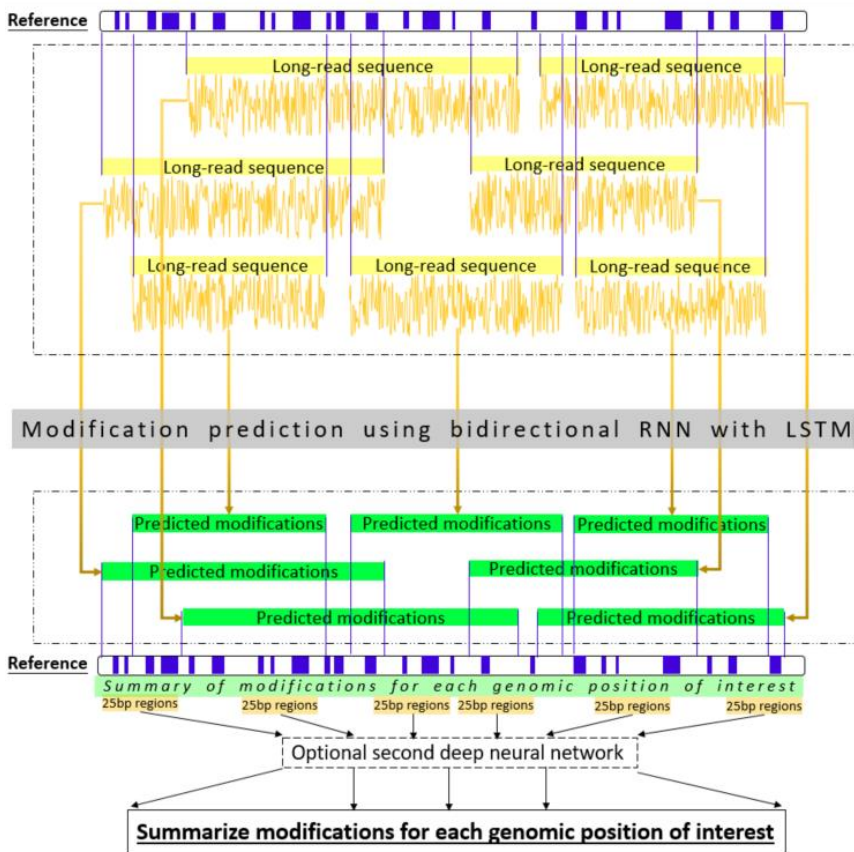 Reference
Long-read sequence Long-read sequence
Long-read sequence Long-read sequence
Long-read sequence Long-read sequence Long-read sequence
Modification prediction using bidirectional RNN with LSTM
Predicted modifications Predicted modifications Predicted modifications
Predicted modifications Predicted modifications
Predicted modifications Predicted modifications
Reference
Summary of modifications for each genomic position of interest
25bp regions 25bp regions 25bp regions 25bp regions 25bp regions 25bp regions
Optional second deep neural network
Summarize modifications for each genomic position of interest